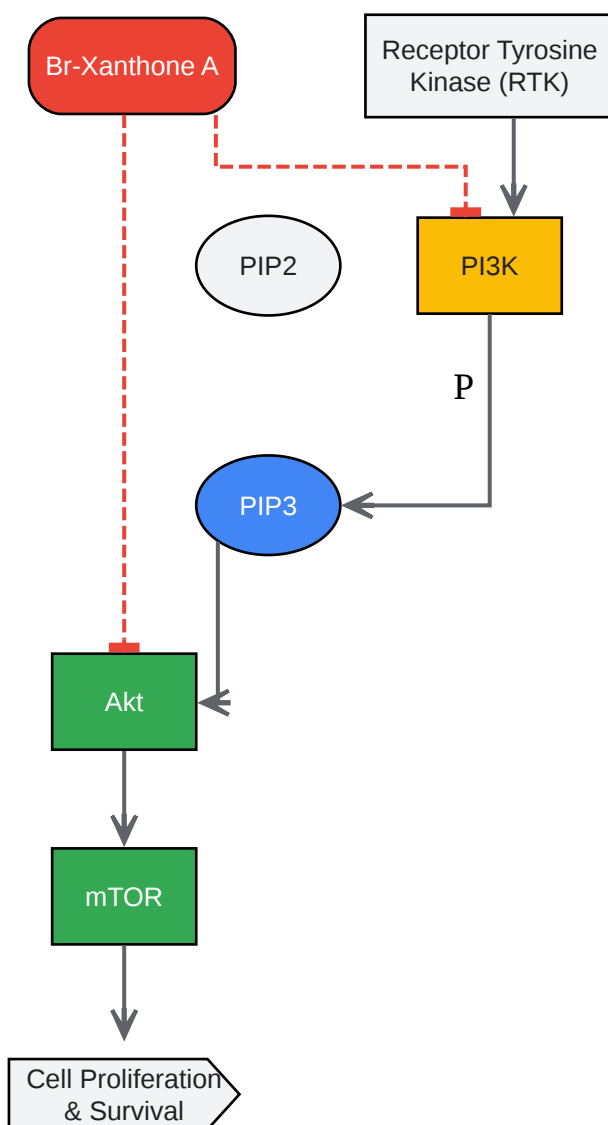 Br-Xanthone A
Receptor Tyrosine
Kinase (RTK)
PIP2
PI3K
P
PIP3
Akt
mTOR
Cell Proliferation
& Survival